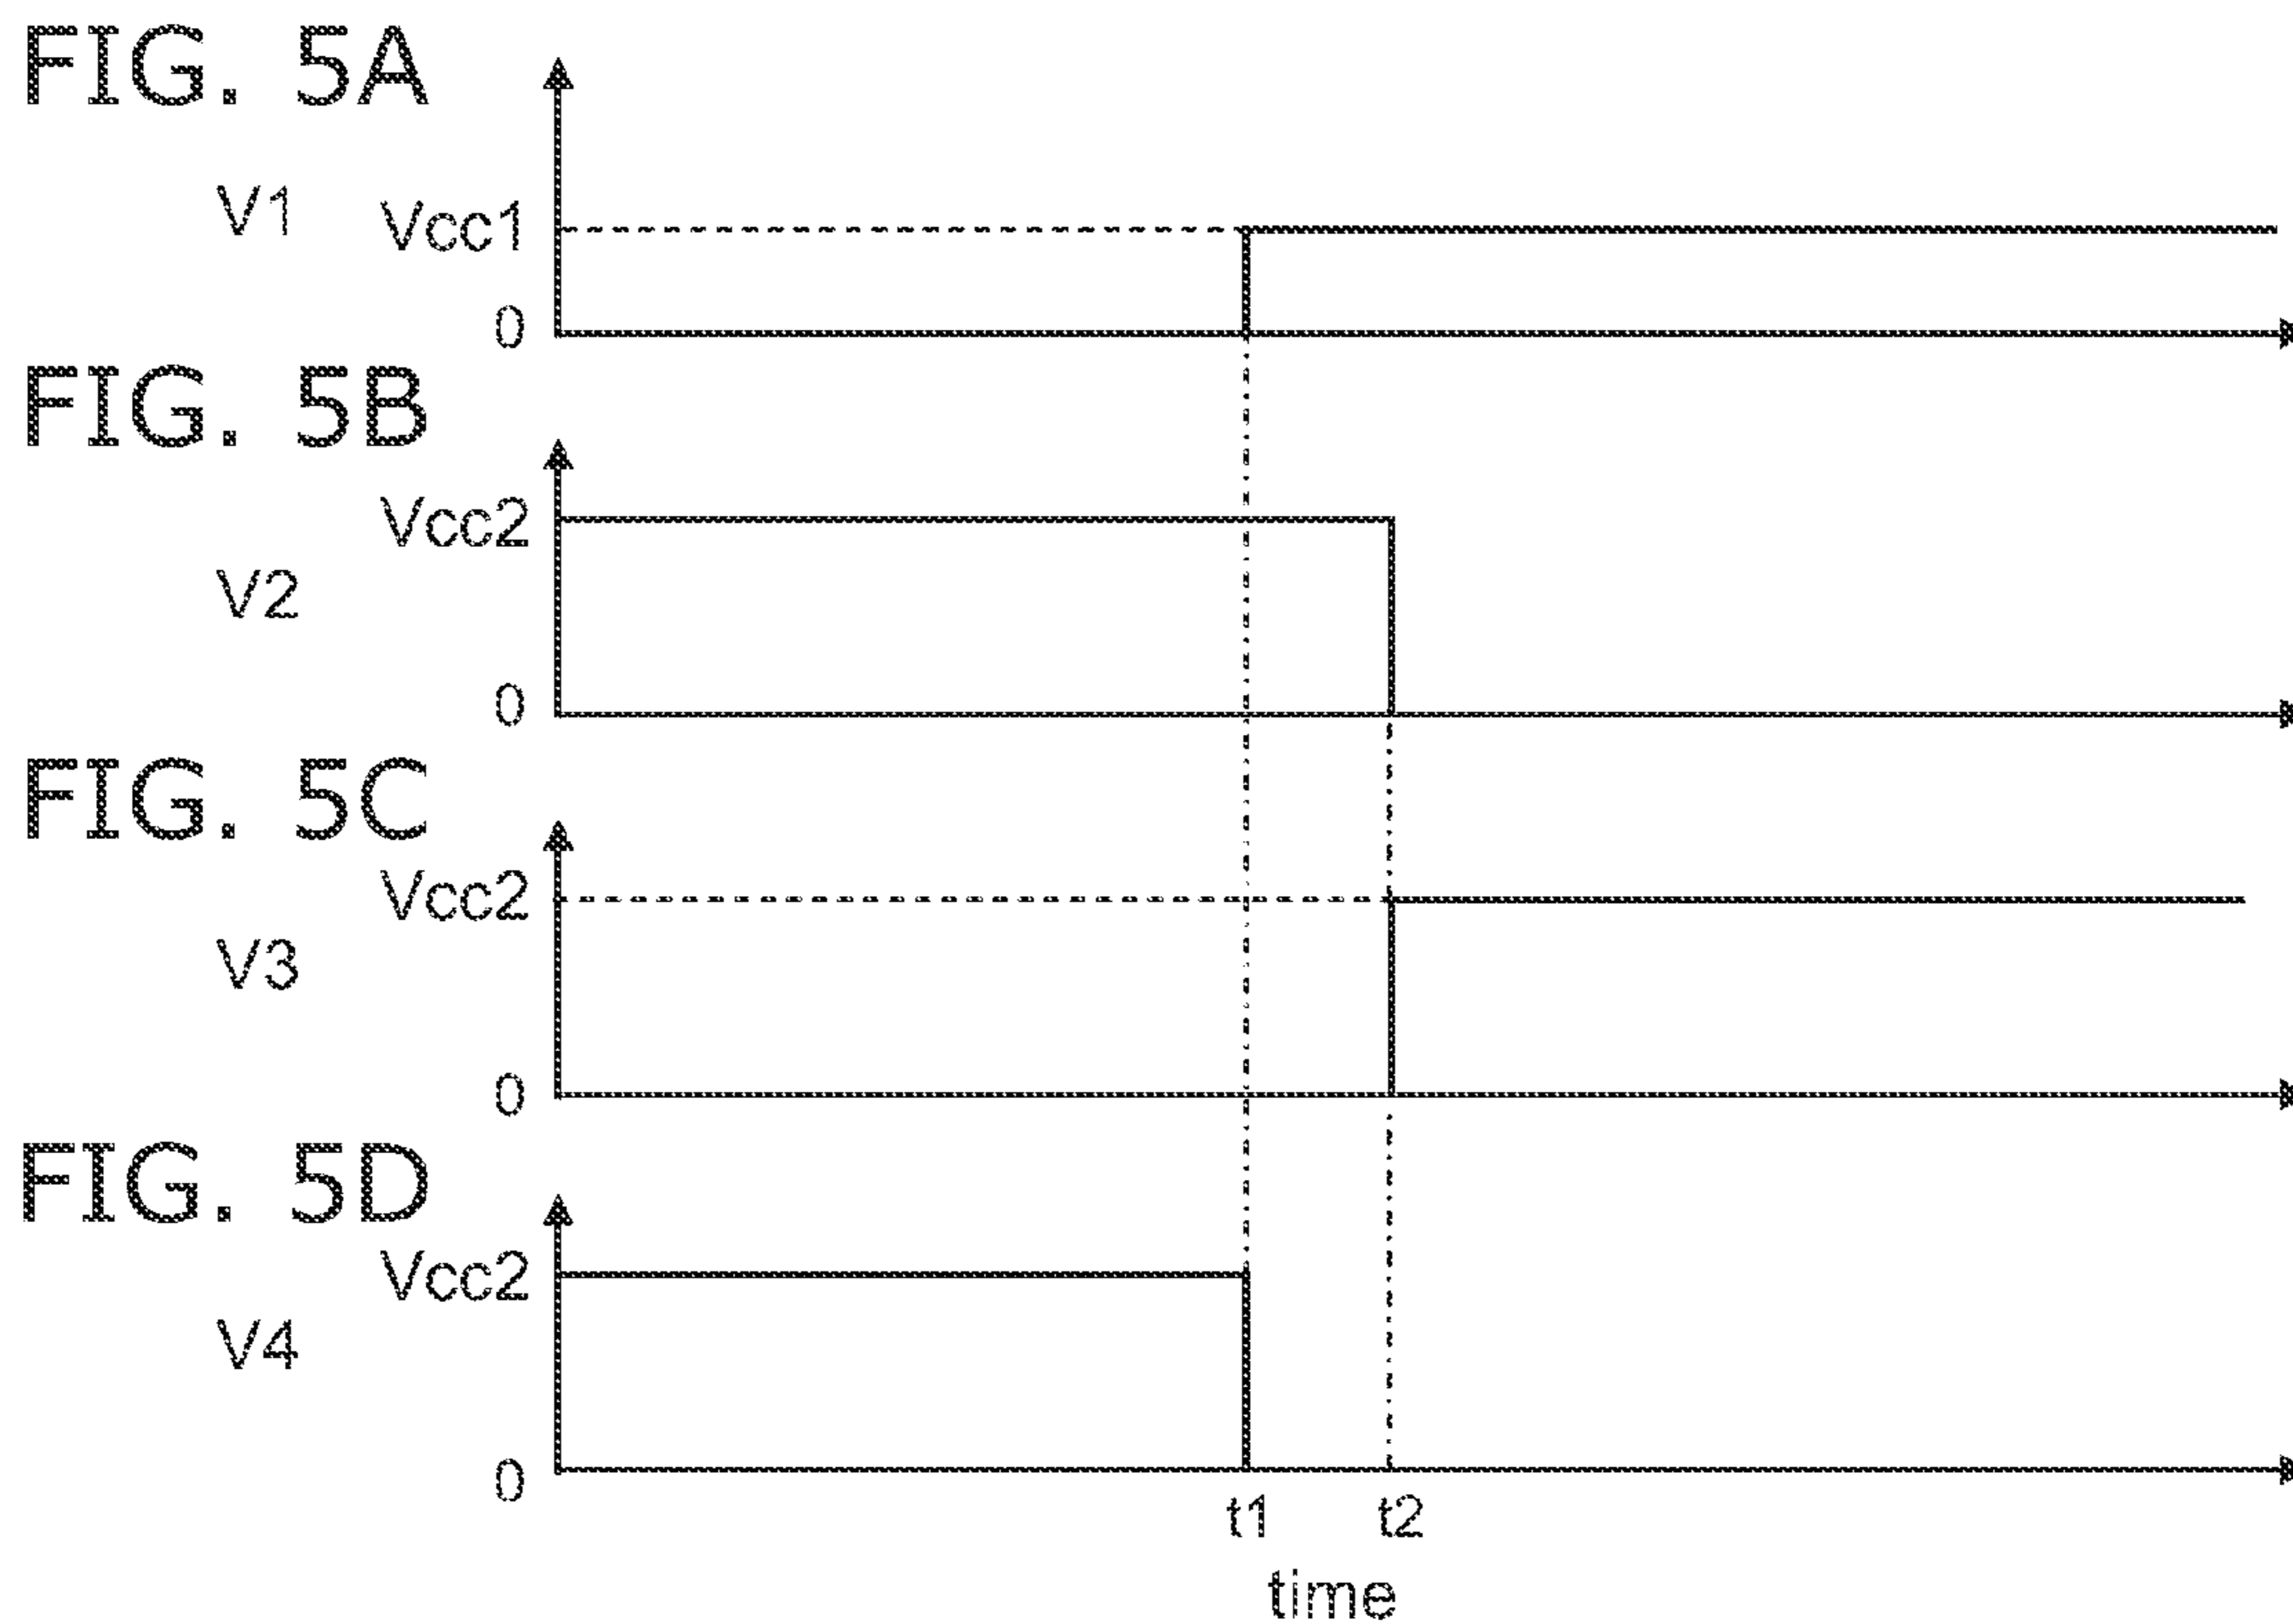 FIG. 5A
V1
Vcc1
0
FIG. 5B
Vcc2
V2
0
FIG. 5C
Vcc2
V3
0
FIG. 5D
Vcc2
V4
0
t1 t2
time